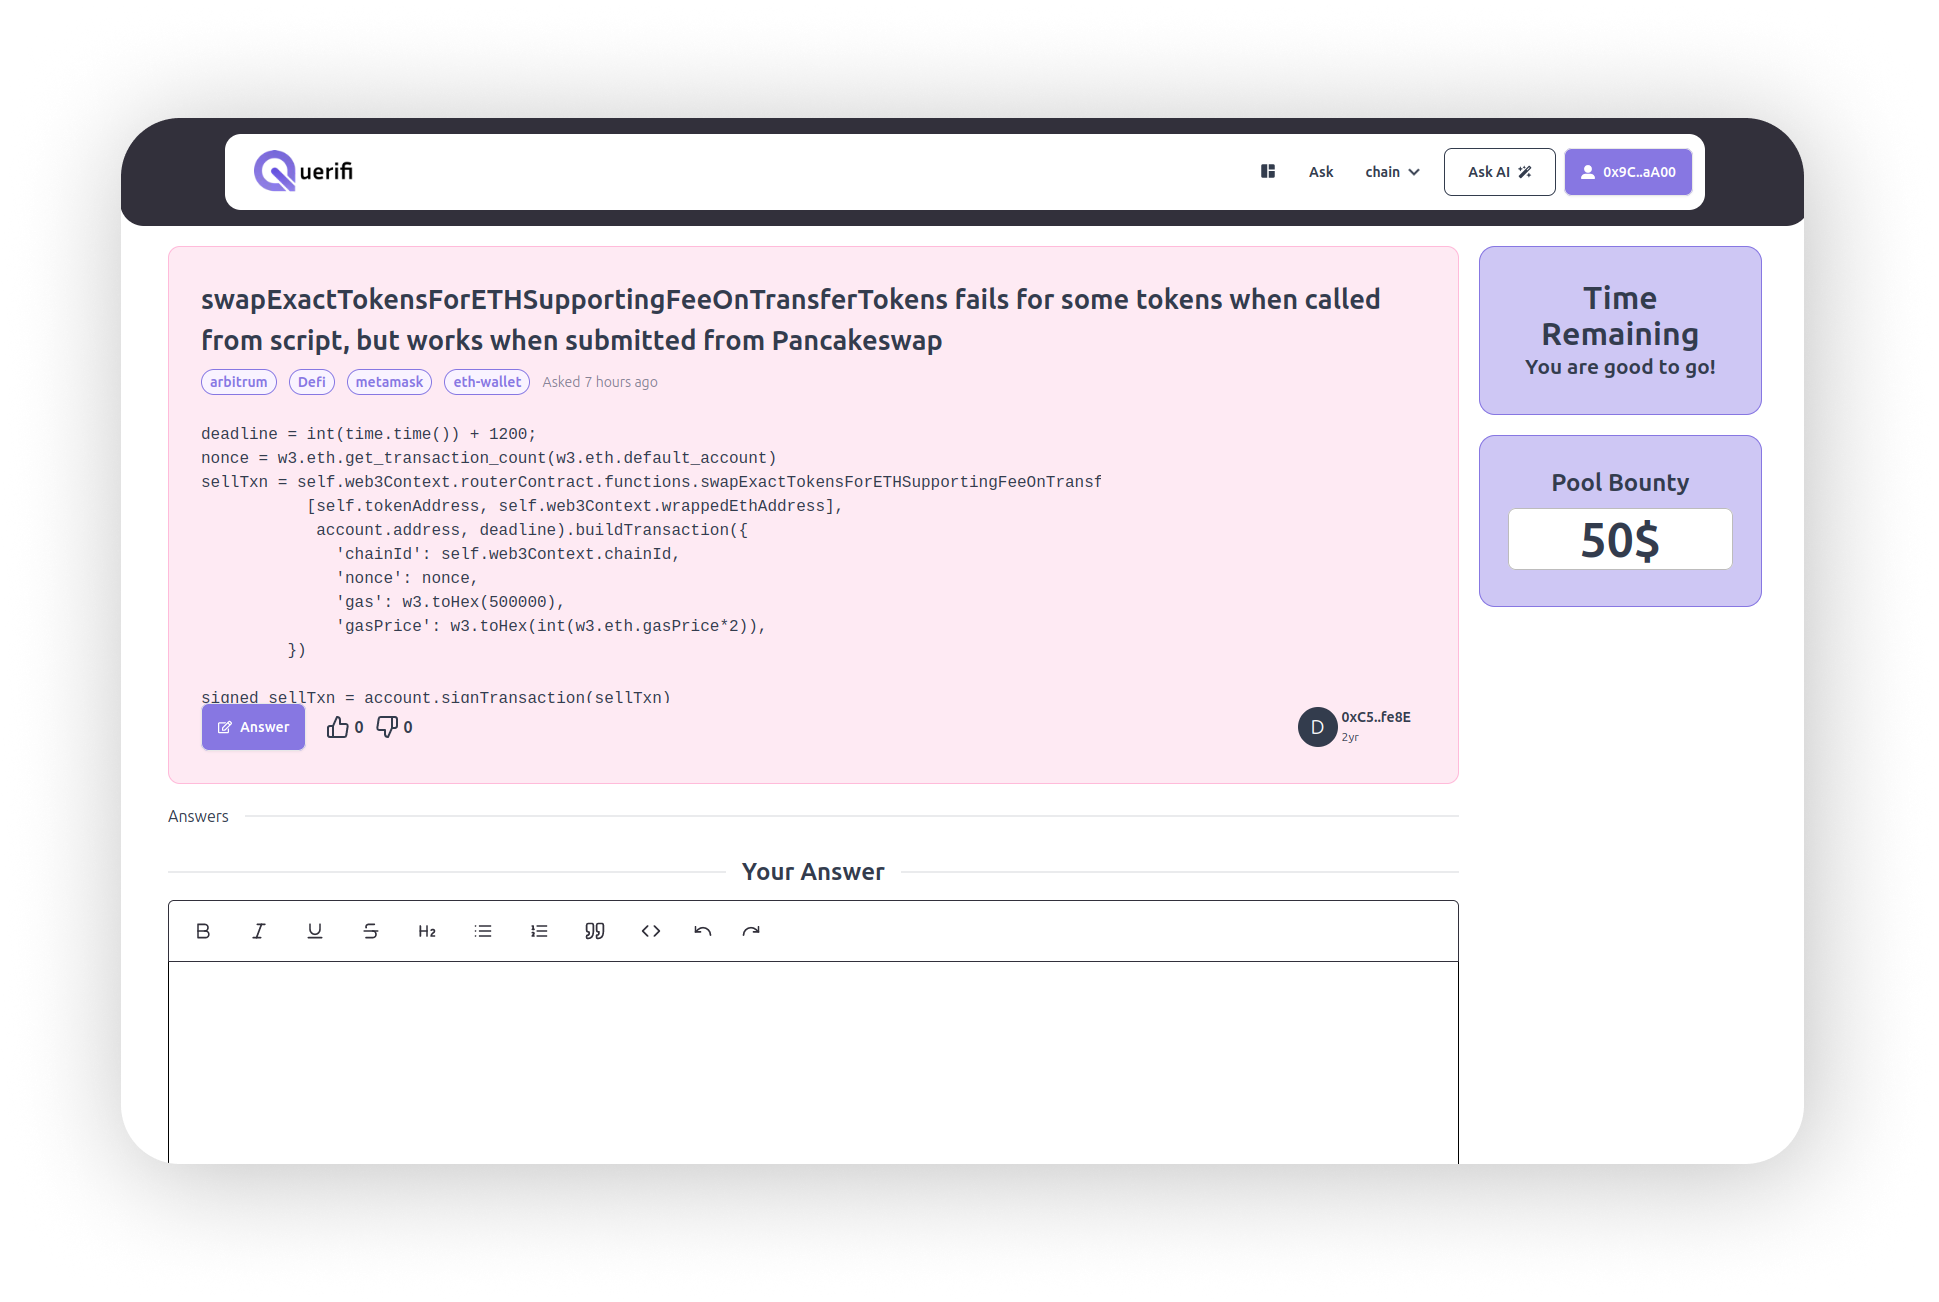 Querifi
Ask
chain
Ask AI
0x9C..aA00
swapExactTokensForETHSupportingFeeOnTransferTokens fails for some tokens when called
from script, but works when submitted from Pancakeswap
arbitrum Defi metamask eth-wallet Asked 7 hours ago
deadline = int(time.time()) + 1200;
nonce = w3.eth.get_transaction_count(w3.eth.default_account)
sellTxn = self.web3Context.routerContract.functions.swapExactTokensForETHSupportingFeeOnTransf
[self.tokenAddress, self.web3Context.wrappedEthAddress],
account.address, deadline).buildTransaction({
'chainId': self.web3Context.chainId,
'nonce': nonce,
'gas': w3.toHex(500000),
'gasPrice': w3.toHex(int(w3.eth.gasPrice*2)),
})
signed_sellTxn = account.signTransaction(sellTxn)
Answer
0 0
D
0xC5..fe8E
2yr
Time
Remaining
You are good to go!
Pool Bounty
50$
Answers
Your Answer
B I U S H2